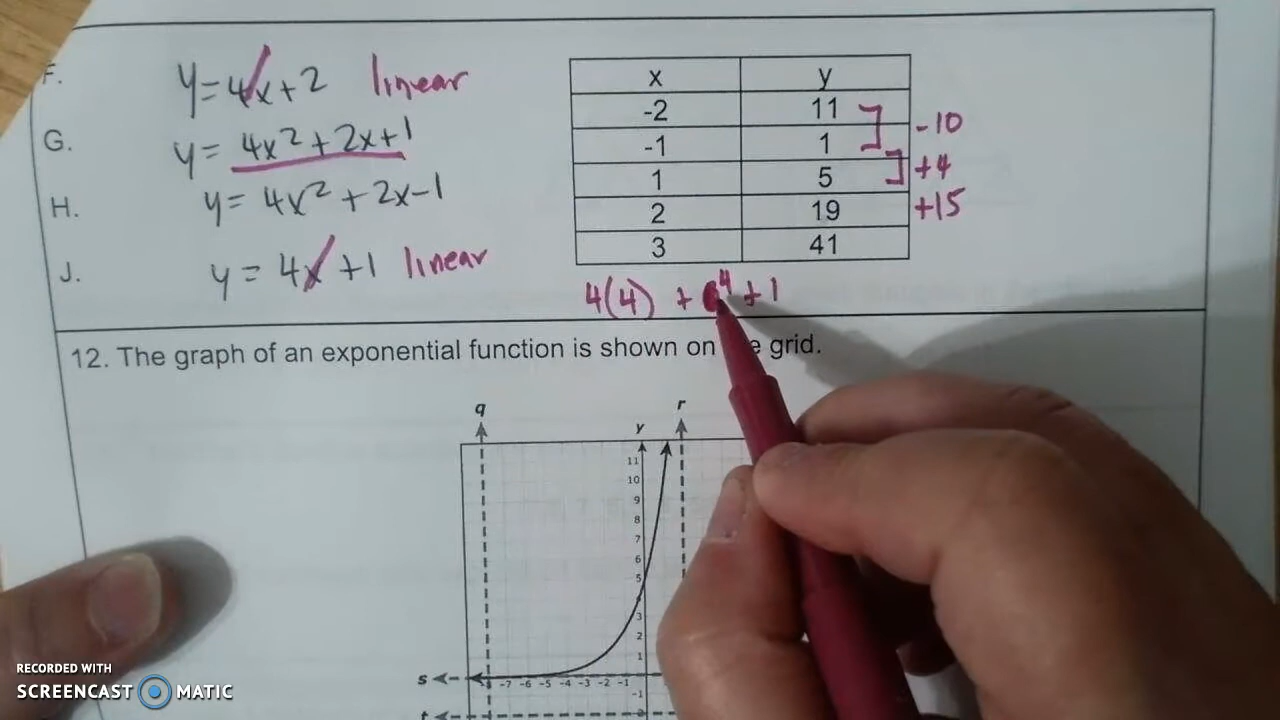 F. y=4x+2 linear
G. y= 4x²+2x+1
H. y= 4x²+2x-1
J. y = 4x +1 linear
x y
-2 11
-1 1
1 5
2 19
3 41
-10
+4
+15
4(4) + 4 +1
12. The graph of an exponential function is shown on grid.
q r
y
11
10
9
8
7
6
5
3
2
1
s -7 -6 -5 -4 -3 -2 -1
-1
t
RECORDED WITH
SCREENCAST MATIC